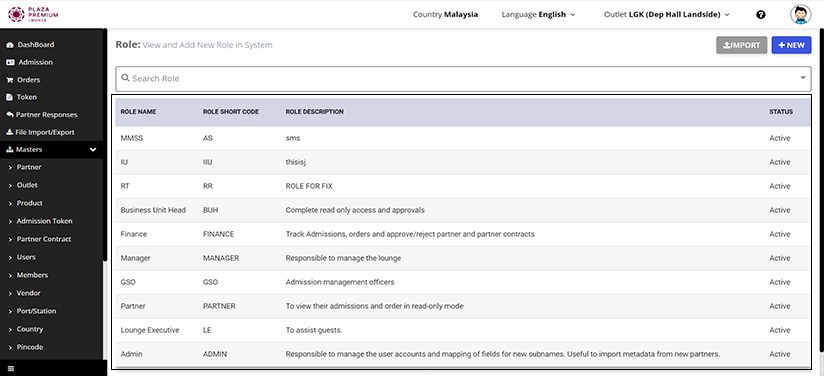 PLAZA
PREMIUM
LOUNGE
Country Malaysia
Language English
Outlet LGK (Dep Hall Landside)
DashBoard
Admission
Orders
Token
Partner Responses
File Import/Export
Masters
Partner
Outlet
Product
Admission Token
Partner Contract
Users
Members
Vendor
Port/Station
Country
Pincode
Role: View and Add New Role in System
IMPORT
+ NEW
Search Role
ROLE NAME ROLE SHORT CODE ROLE DESCRIPTION STATUS
MMSS AS sms Active
IU IIU thisisj Active
RT RR ROLE FOR FIX Active
Business Unit Head BUH Complete read only access and approvals Active
Finance FINANCE Track Admissions, orders and approve/reject partner and partner contracts Active
Manager MANAGER Responsible to manage the lounge Active
GSO GSO Admission management officers Active
Partner PARTNER To view their admissions and order in read-only mode Active
Lounge Executive LE To assist guests. Active
Admin ADMIN Responsible to manage the user accounts and mapping of fields for new subnames. Useful to import metadata from new partners. Active